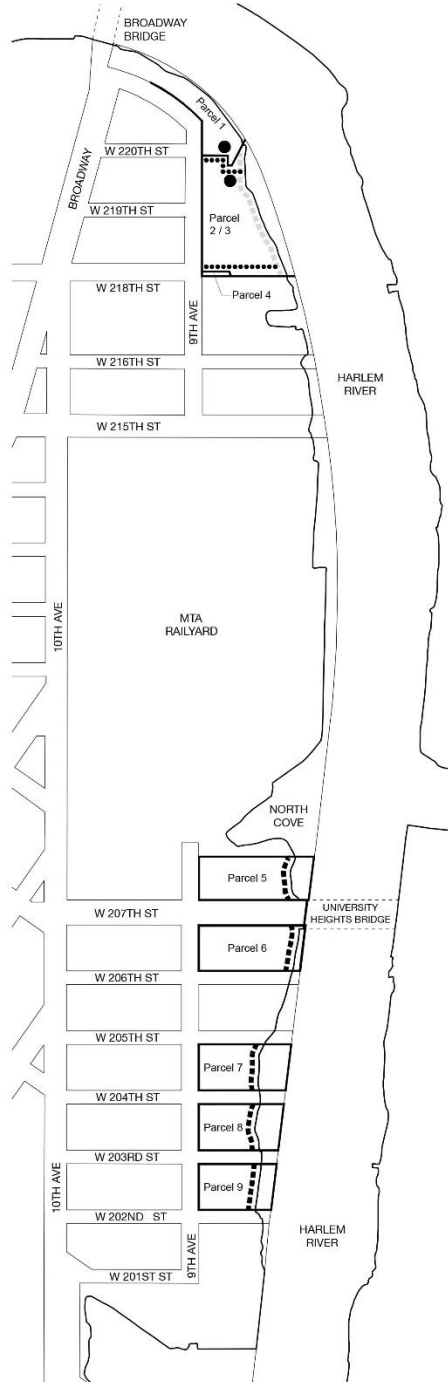 BROADWAY
BRIDGE
Parcel 1
W 220TH ST
BROADWAY
W 219TH ST
Parcel
2 / 3
W 218TH ST
Parcel 4
9TH AVE
W 216TH ST
HARLEM
RIVER
W 215TH ST
10TH AVE
MTA
RAILYARD
NORTH
COVE
Parcel 5
W 207TH ST
UNIVERSITY
HEIGHTS BRIDGE
Parcel 6
W 206TH ST
W 205TH ST
Parcel 7
W 204TH ST
Parcel 8
W 203RD ST
10TH AVE
Parcel 9
W 202ND ST
HARLEM
RIVER
9TH AVE
W 201ST ST